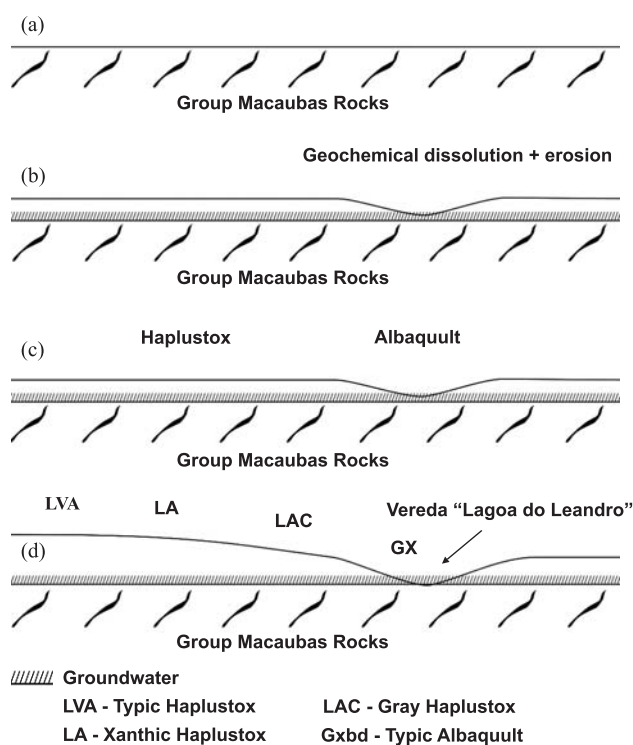 (a)
Group Macaubas Rocks
Geochemical dissolution + erosion
(b)
Group Macaubas Rocks
Haplustox Albaquult
(c)
Group Macaubas Rocks
LVA LA LAC GX Vereda “Lagoa do Leandro”
(d)
Group Macaubas Rocks
Groundwater
LVA - Typic Haplustox LAC - Gray Haplustox
LA - Xanthic Haplustox Gxbd - Typic Albaquult